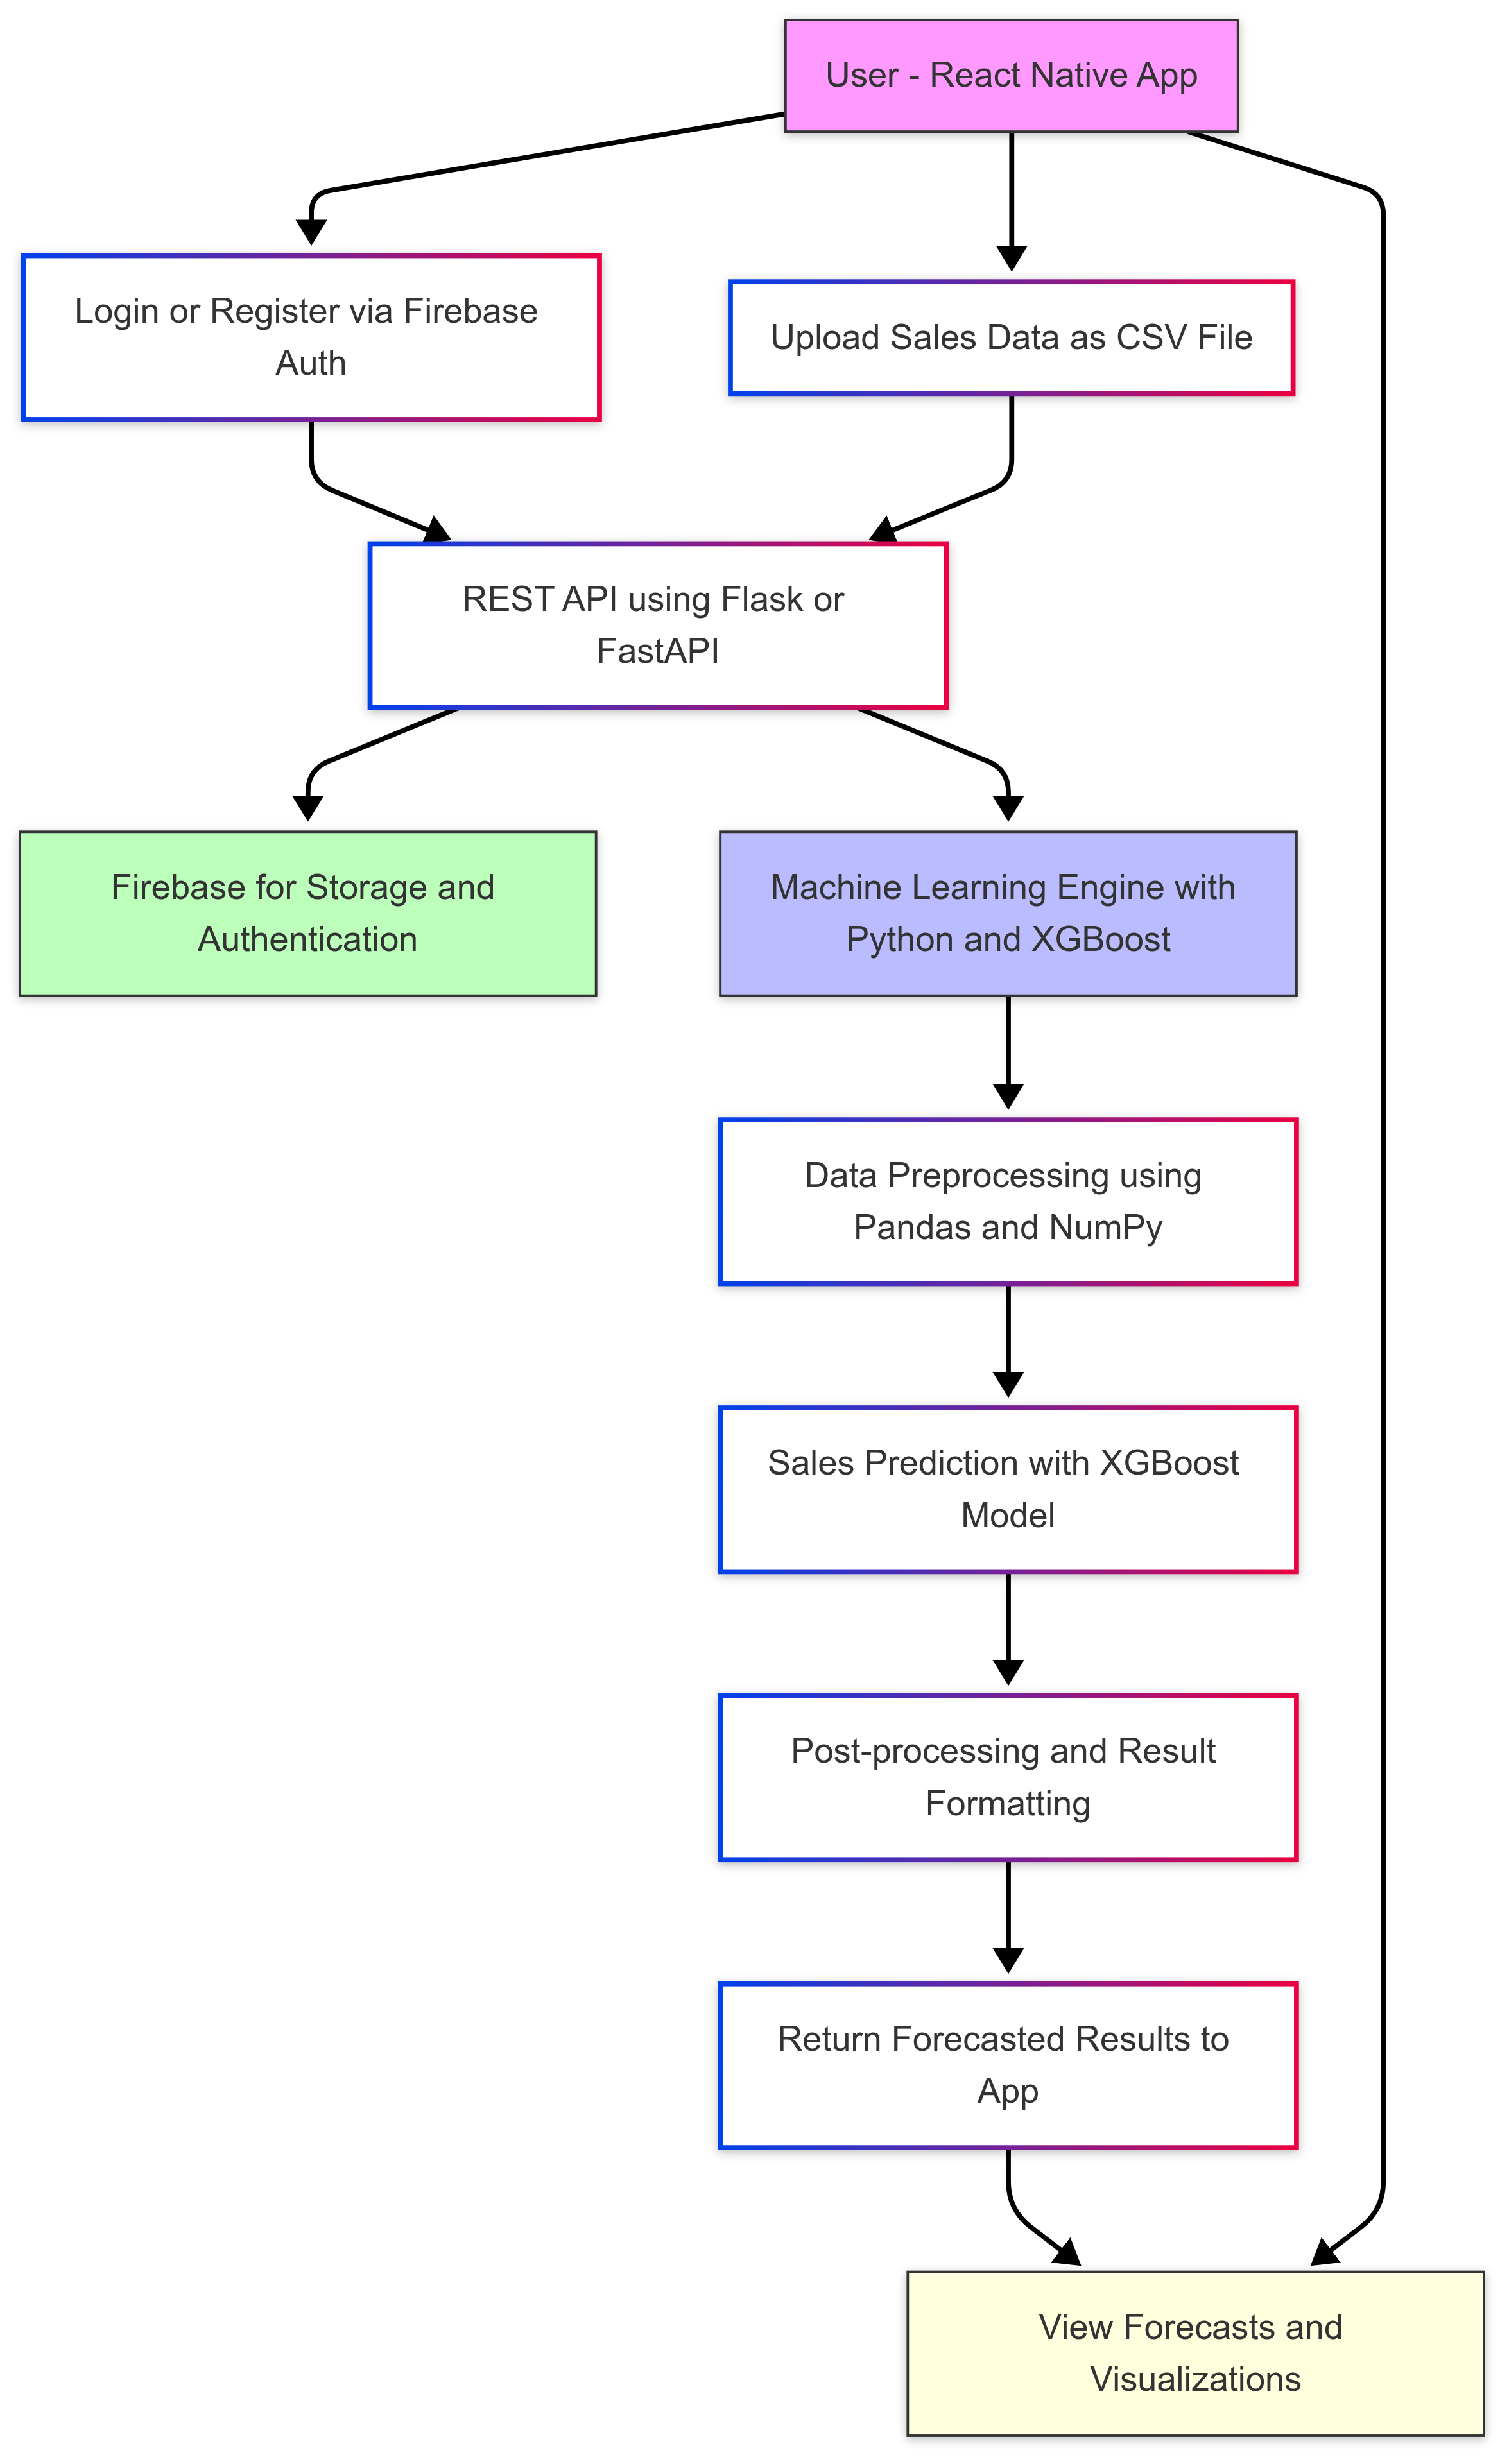 User - React Native App
Login or Register via Firebase
Auth
Upload Sales Data as CSV File
REST API using Flask or
FastAPI
Firebase for Storage and
Authentication
Machine Learning Engine with
Python and XGBoost
Data Preprocessing using
Pandas and NumPy
Sales Prediction with XGBoost
Model
Post-processing and Result
Formatting
Return Forecasted Results to
App
View Forecasts and
Visualizations